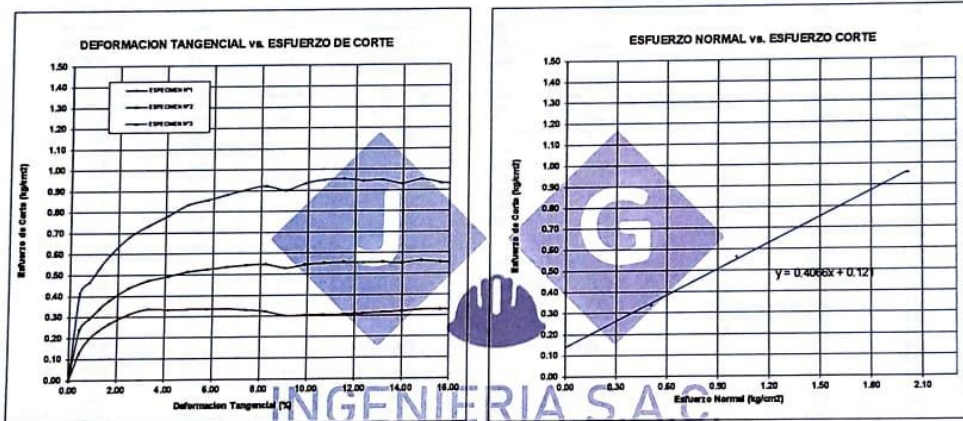 DEFORMACION TANGENCIAL vs. ESFUERZO DE CORTE
Esfuerzo de Corte (kg/cm2)
1.50
1.40
1.30
1.20
1.10
1.00
0.90
0.80
0.70
0.60
0.50
0.40
0.30
0.20
0.10
0.00
ESPECIMEN Nº1
ESPECIMEN Nº2
ESPECIMEN Nº3
0.00 2.00 4.00 6.00 8.00 10.00 12.00 14.00 16.00
Deformacion Tangencial (%)
ESFUERZO NORMAL vs. ESFUERZO CORTE
Esfuerzo de Corte (kg/cm2)
1.50
1.40
1.30
1.20
1.10
1.00
0.90
0.80
0.70
0.60
0.50
0.40
0.30
0.20
0.10
0.00
y = 0.4066x + 0.121
0.00 0.30 0.60 0.90 1.20 1.50 1.80 2.10
Esfuerzo Normal (kg/cm2)
J G
INGENIERIA S.A.C.